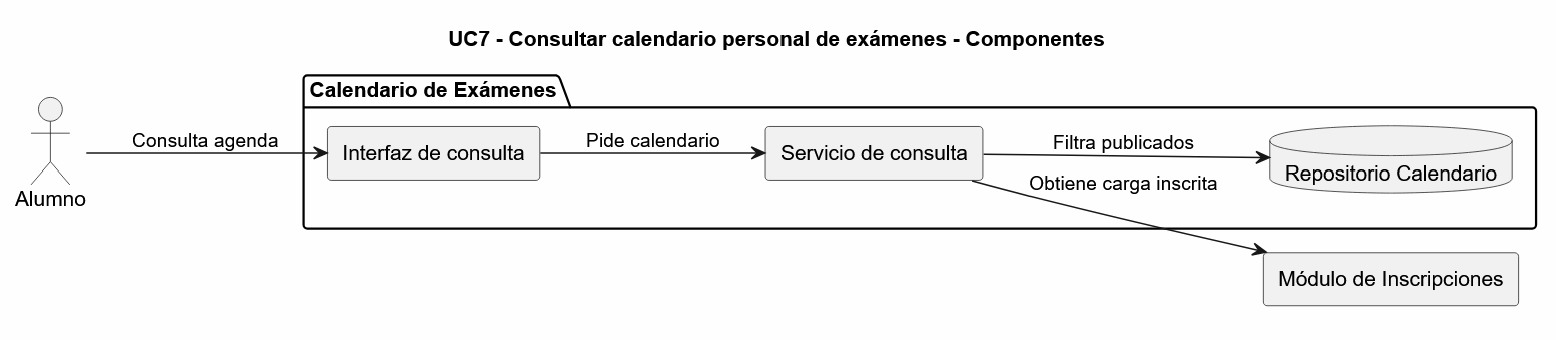 UC7 - Consultar calendario personal de exámenes - Componentes
Calendario de Exámenes
Consulta agenda
Pide calendario
Filtra publicados
Interfaz de consulta
Servicio de consulta
Repositorio Calendario
Obtiene carga inscrita
Alumno
Módulo de Inscripciones